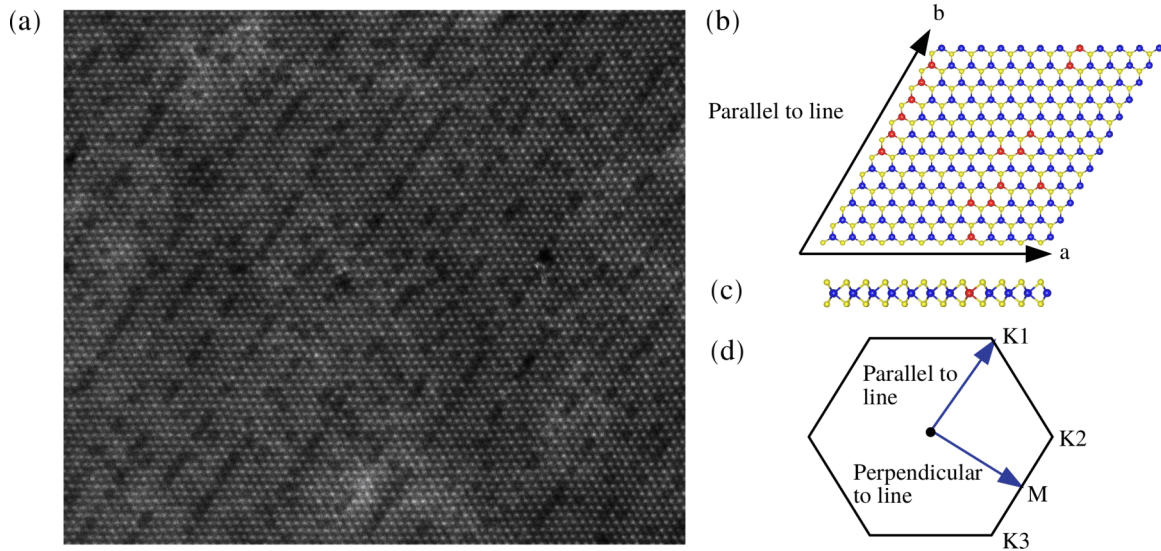 (a)
(b)
b
Parallel to line
a
(c)
(d)
K1
Parallel to
line
K2
Perpendicular
to line
M
K3